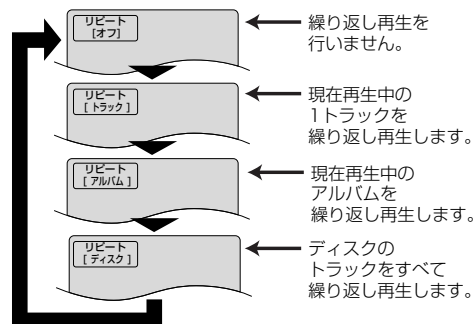 リピート
[オフ]
繰り返し再生を
行いません。
リピート
[ トラック ]
現在再生中の
1トラックを
繰り返し再生します。
リピート
[ アルバム ]
現在再生中の
アルバムを
繰り返し再生します。
リピート
[ ディスク ]
ディスクの
トラックをすべて
繰り返し再生します。